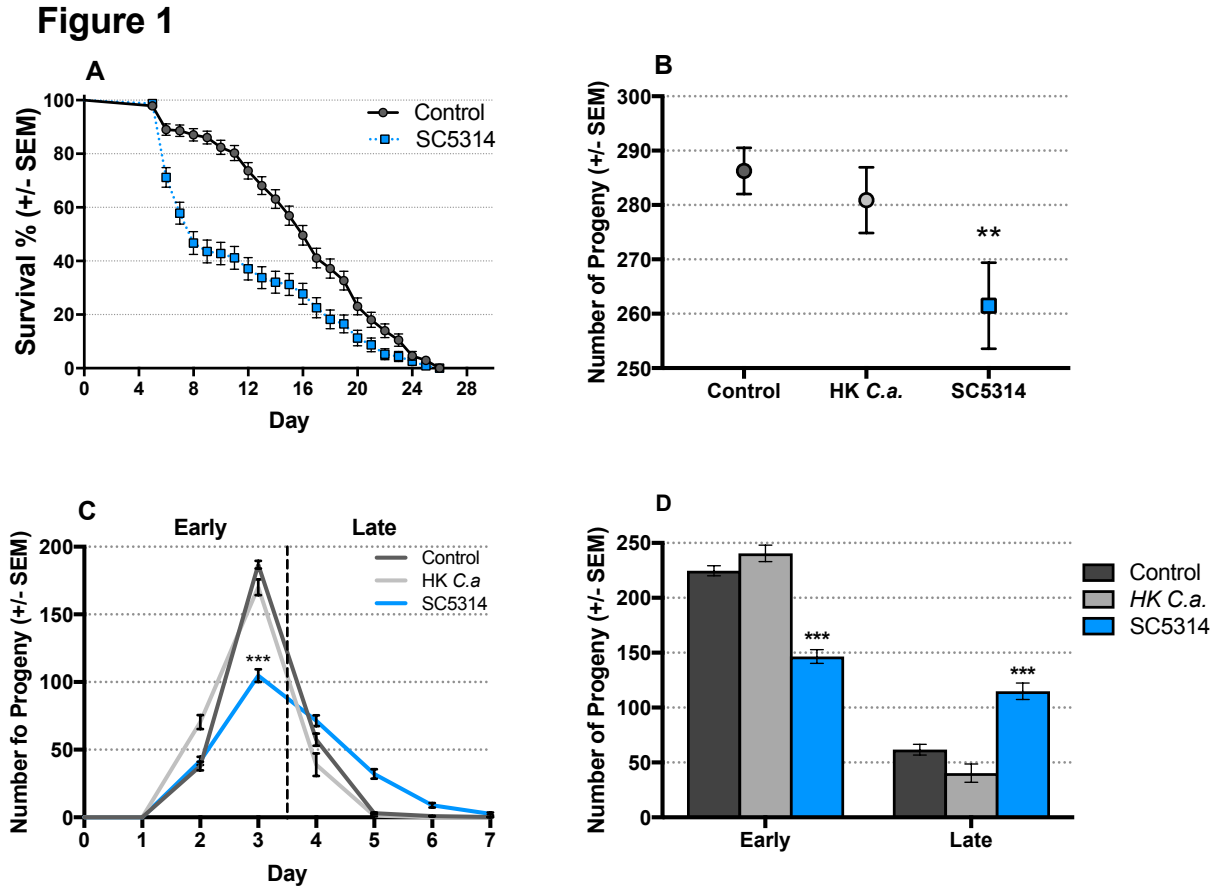 Figure 1
A
Survival % (+/- SEM)
100
80
60
40
20
0
0 4 8 12 16 20 24 28
Day
Control
SC5314
B
Number of Progeny (+/- SEM)
300
290
280
270
260
250
**
Control HK C.a. SC5314
C
Early Late
Number fo Progeny (+/- SEM)
200
150
100
50
0
0 1 2 3 4 5 6 7
Day
Control
HK C.a
SC5314
***
D
Number of Progeny (+/- SEM)
250
200
150
100
50
0
*** ***
Early Late
Control
HK C.a.
SC5314